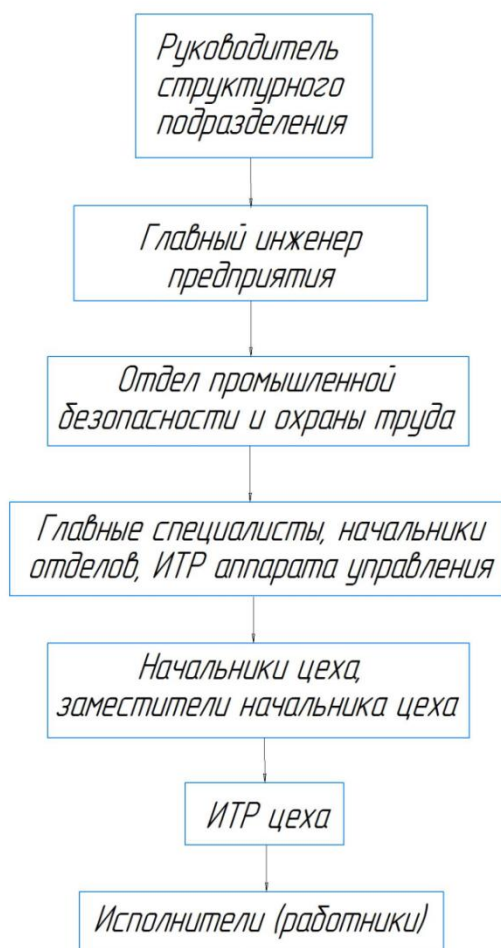 Руководитель
структурного
подразделения
Главный инженер
предприятия
Отдел промышленной
безопасности и охраны труда
Главные специалисты, начальники
отделов, ИТР аппарата управления
Начальники цеха,
заместители начальника цеха
ИТР цеха
Исполнители (работники)